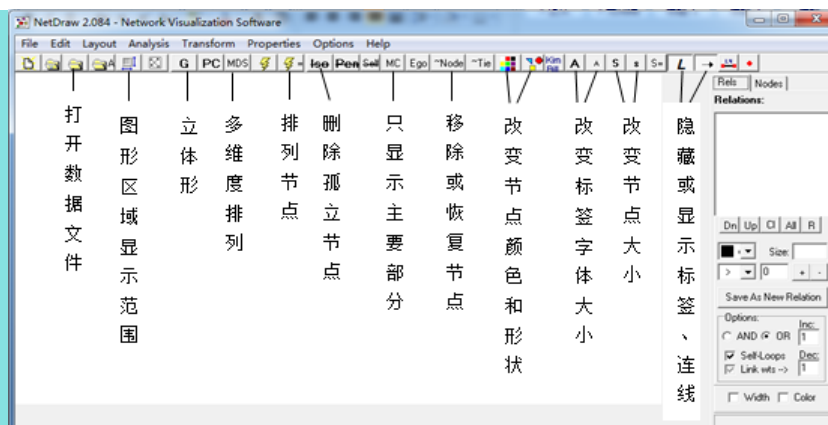 NetDraw 2.084 - Network Visualization Software
File Edit Layout Analysis Transform Properties Options Help
G PC MDS Iso Pen Sell MC Ego ~Node ~Tie A A S s S= L
Rels Nodes
Relations:
打开数据文件
图形区域显示范围
立体形
多维度排列
排列节点
删除孤立节点
只显示主要部分
移除或恢复节点
改变节点颜色和形状
改变标签字体大小
改变节点大小
隐藏或显示标签、连线
Dn Up Cl All R
Size:
> 0 + -
Save As New Relation
Options:
AND OR
Inc:
1
Self-Loops
Dec:
Link wts -->
1
Width Color